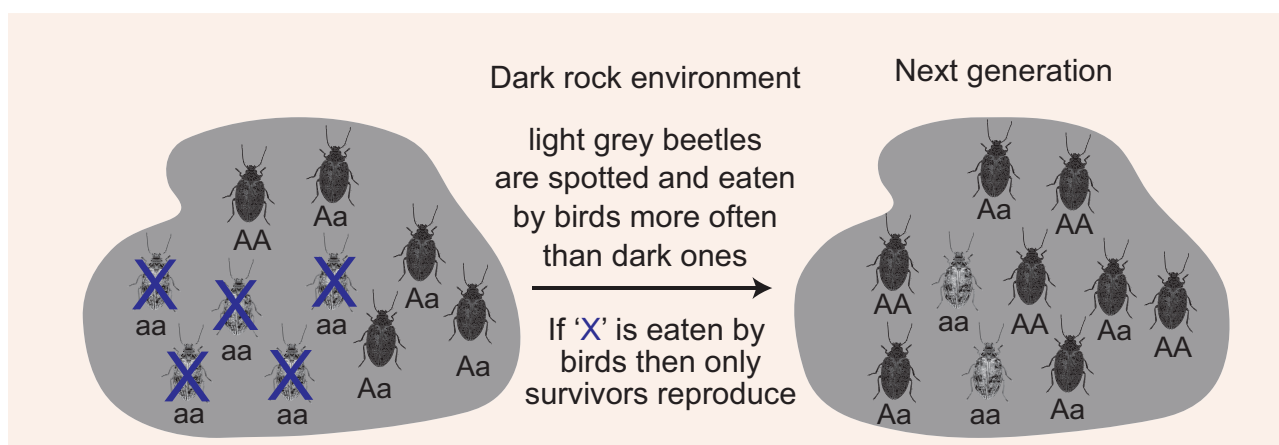 Dark rock environment
Next generation
light grey beetles
are spotted and eaten
by birds more often
than dark ones
If ‘X’ is eaten by
birds then only
survivors reproduce
AA
Aa
X
X
X
Aa
aa
aa
aa
Aa
X
X
Aa
aa
aa
Aa
AA
AA
aa
AA
Aa
AA
Aa
aa
Aa